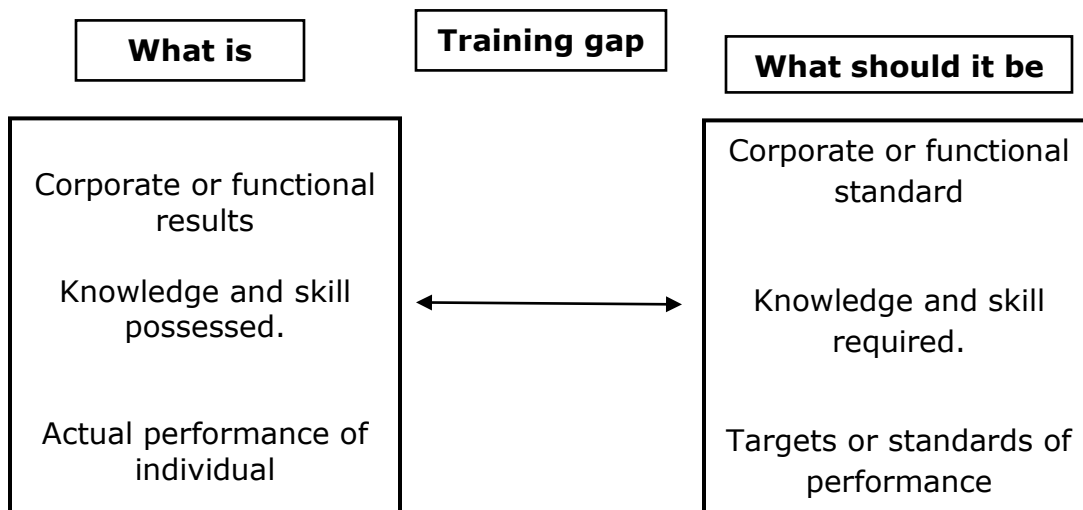 What is
Training gap
What should it be
Corporate or functional
results
Knowledge and skill
possessed.
Actual performance of
individual
Corporate or functional
standard
Knowledge and skill
required.
Targets or standards of
performance